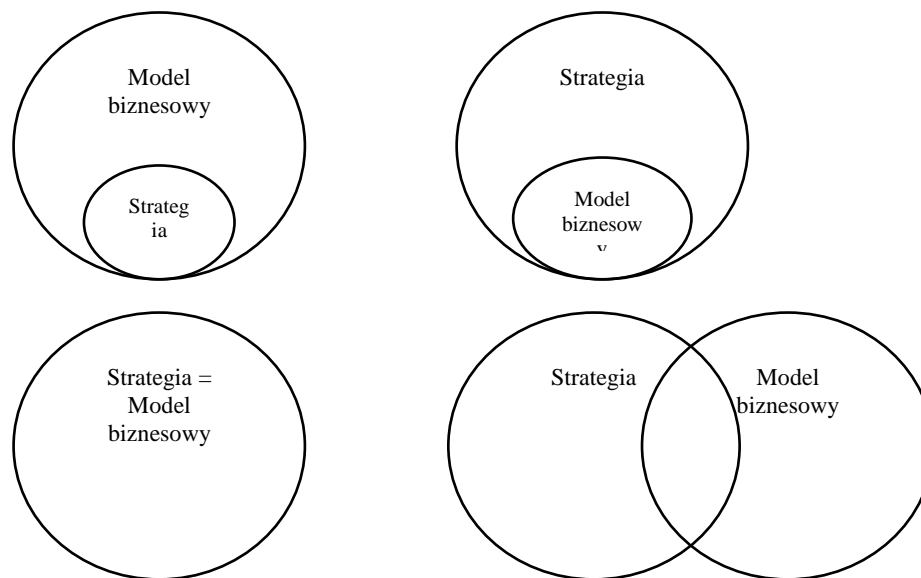 Model
biznesowy
Strateg
ia
Strategia
Model
biznesow
y
Strategia =
Model
biznesowy
Strategia
Model
biznesowy